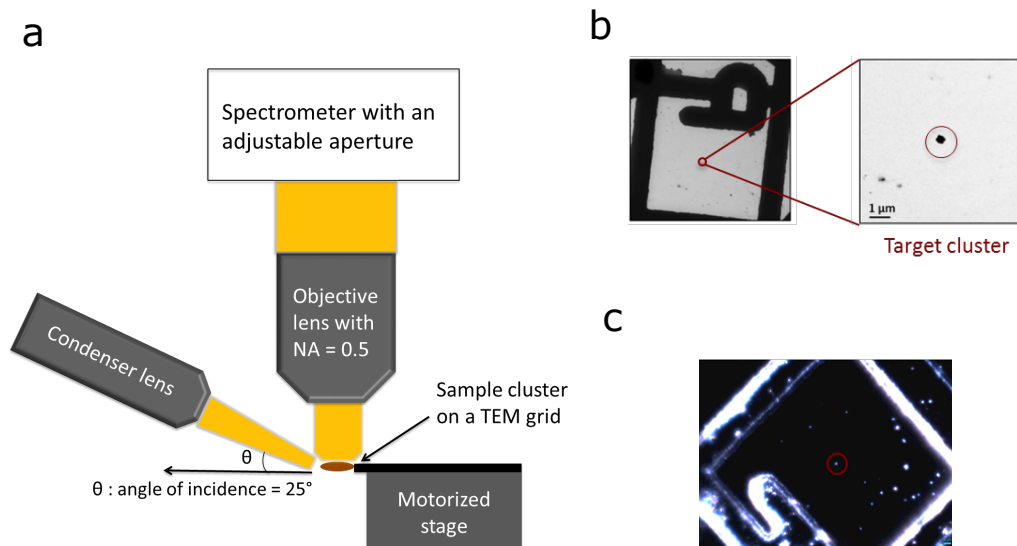 a
Spectrometer with an
adjustable aperture
Objective
lens with
NA = 0.5
Condenser lens
Sample cluster
on a TEM grid
θ
θ : angle of incidence = 25°
Motorized
stage
b
1 µm
Target cluster
c